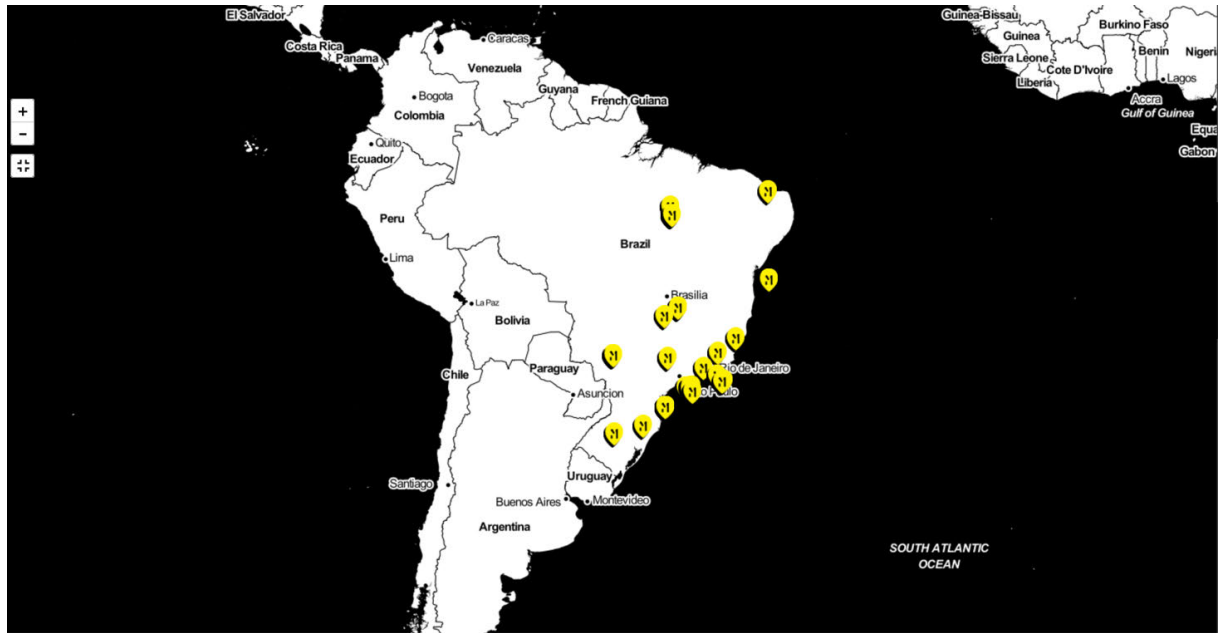 El Salvador
Guinea-Bissau
Burkino Faso
Caracas
Guinea
Costa Rica
Benin
Nigeri
Panama
Sierra Leone
Venezuela
Cote D'Ivoire
Lagos
Liberia
Guyana
Bogota
French Guiana
Accra
+
Colombia
Gulf of Guinea
Equa
−
Quito
Gabon
Ecuador
M
Peru
M
Brazil
Lima
M
Brasilia
La Paz
M
M
Bolivia
M
M
M
M
Paraguay
M
Rio de Janeiro
Chile
M
Asuncion
M
o Paulo
M
M
M
Uruguay
Santiago
Buenos Aires
Montevideo
Argentina
SOUTH ATLANTIC
OCEAN